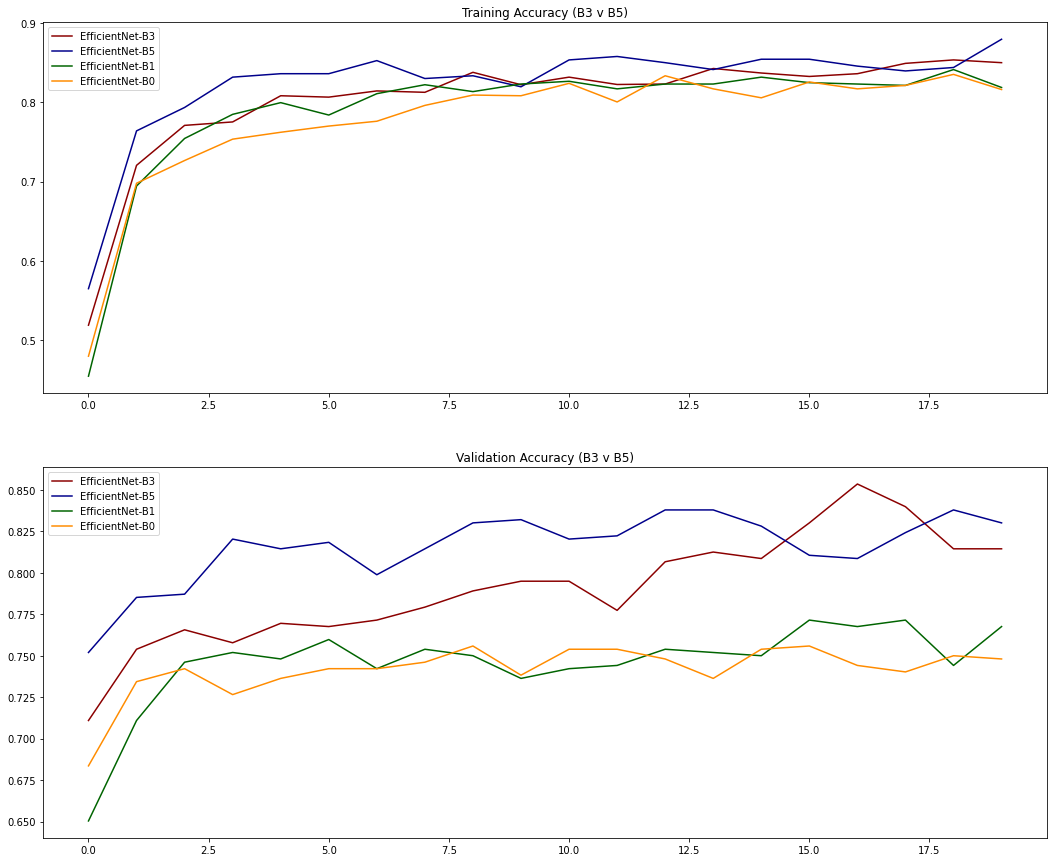 Training Accuracy (B3 v B5)
0.9
0.8
0.7
0.6
0.5
EfficientNet-B3
EfficientNet-B5
EfficientNet-B1
EfficientNet-B0
0.0 2.5 5.0 7.5 10.0 12.5 15.0 17.5
Validation Accuracy (B3 v B5)
0.850
0.825
0.800
0.775
0.750
0.725
0.700
0.675
0.650
EfficientNet-B3
EfficientNet-B5
EfficientNet-B1
EfficientNet-B0
0.0 2.5 5.0 7.5 10.0 12.5 15.0 17.5